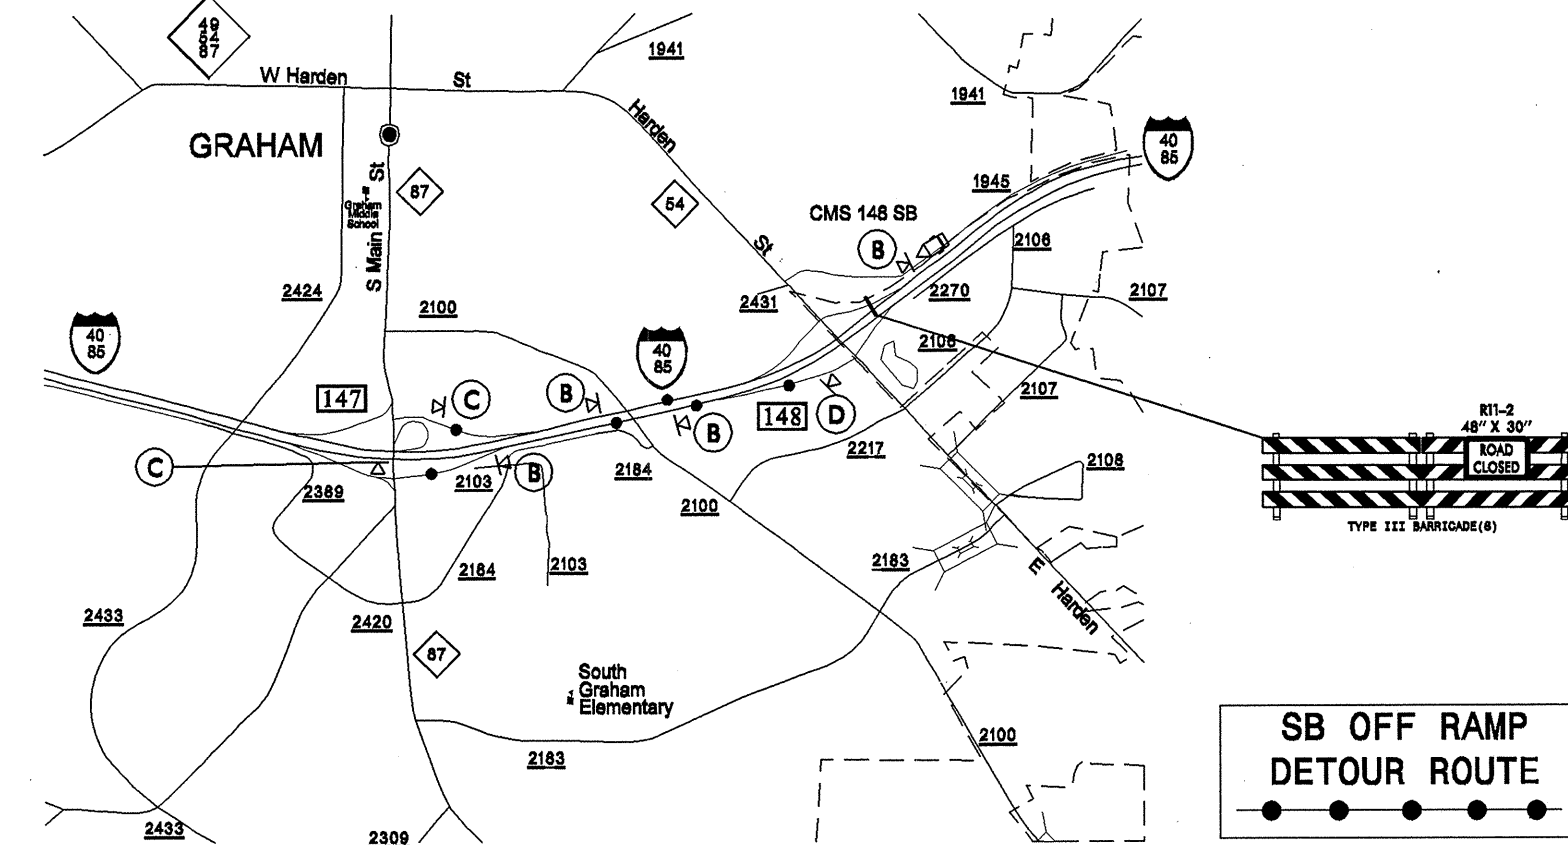 49
54
87
1941
W Harden St
Harden
1941
GRAHAM
40
85
St
87
Graham
Middle
School
54
1945
CMS 148 SB
B
St
2106
S Main
2424
2100
2431
2270
2107
40
85
40
85
2106
147
C
B
2107
148
D
B
R11-2
48" X 30"
ROAD
CLOSED
TYPE III BARRICADE(S)
C
2389
2103
B
2184
2217
2108
2100
2184
2103
2183
E Harden
2433
2420
87
South
Graham
Elementary
2183
2100
2433
2309
SB OFF RAMP
DETOUR ROUTE